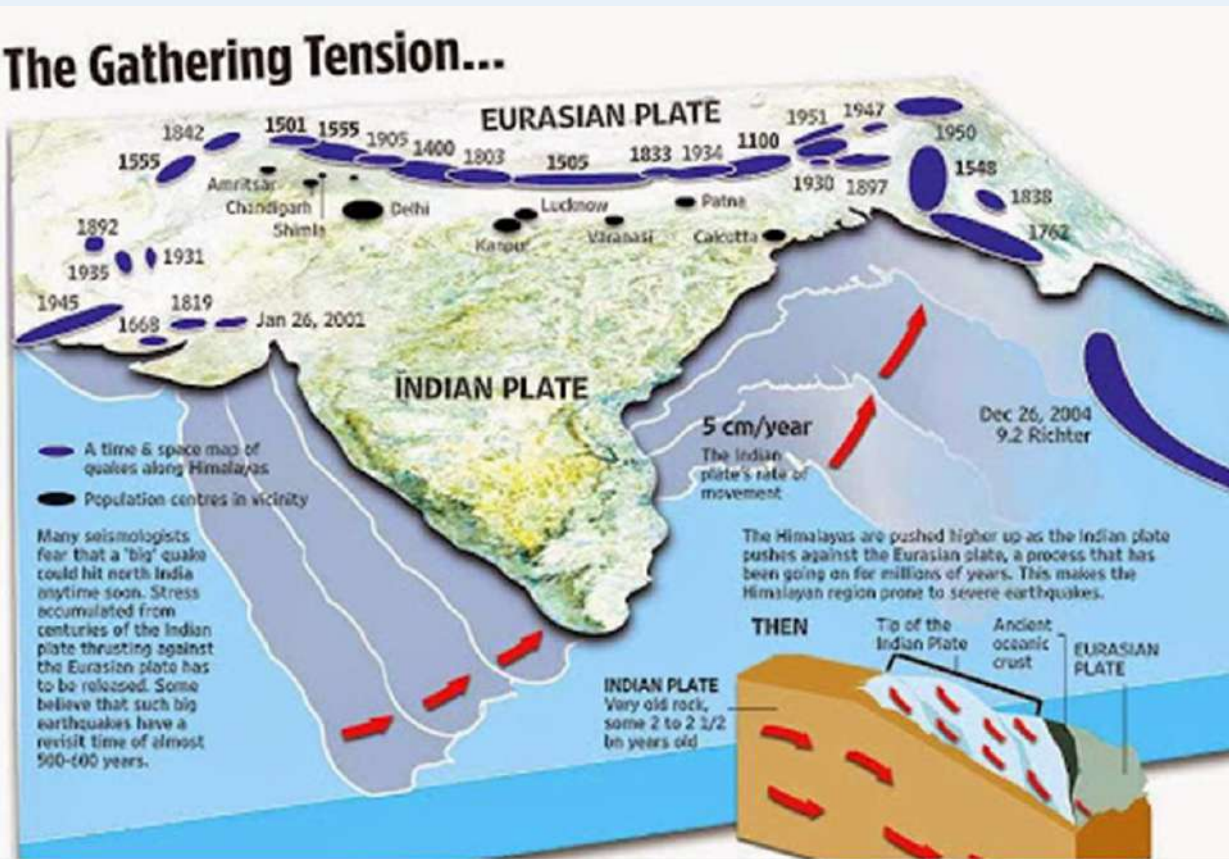 The Gathering Tension...
EURASIAN PLATE
1842
1501
1555
1905
1400
1803
1505
1833
1934
1100
1951
1947
1950
1555
1548
1930
1897
1838
1762
Amritsar
Chandigarh
Shimla
Delhi
Lucknow
Kanpur
Varanasi
Patna
Calcutta
1892
1935
1931
1945
1668
1819
Jan 26, 2001
INDIAN PLATE
5 cm/year
The Indian
plate's rate of
movement
Dec 26, 2004
9.2 Richter
A time & space map of
quakes along Himalayas
Population centres in vicinity
Many seismologists
fear that a 'big' quake
could hit north India
anytime soon. Stress
accumulated from
centuries of the Indian
plate thrusting against
the Eurasian plate has
to be released. Some
believe that such big
earthquakes have a
revisit time of almost
500-600 years.
The Himalayas are pushed higher up as the Indian plate
pushes against the Eurasian plate, a process that has
been going on for millions of years. This makes the
Himalayan region prone to severe earthquakes.
THEN
Tip of the
Indian Plate
Ancient
oceanic
crust
EURASIAN
PLATE
INDIAN PLATE
Very old rock,
some 2 to 2 1/2
bn years old